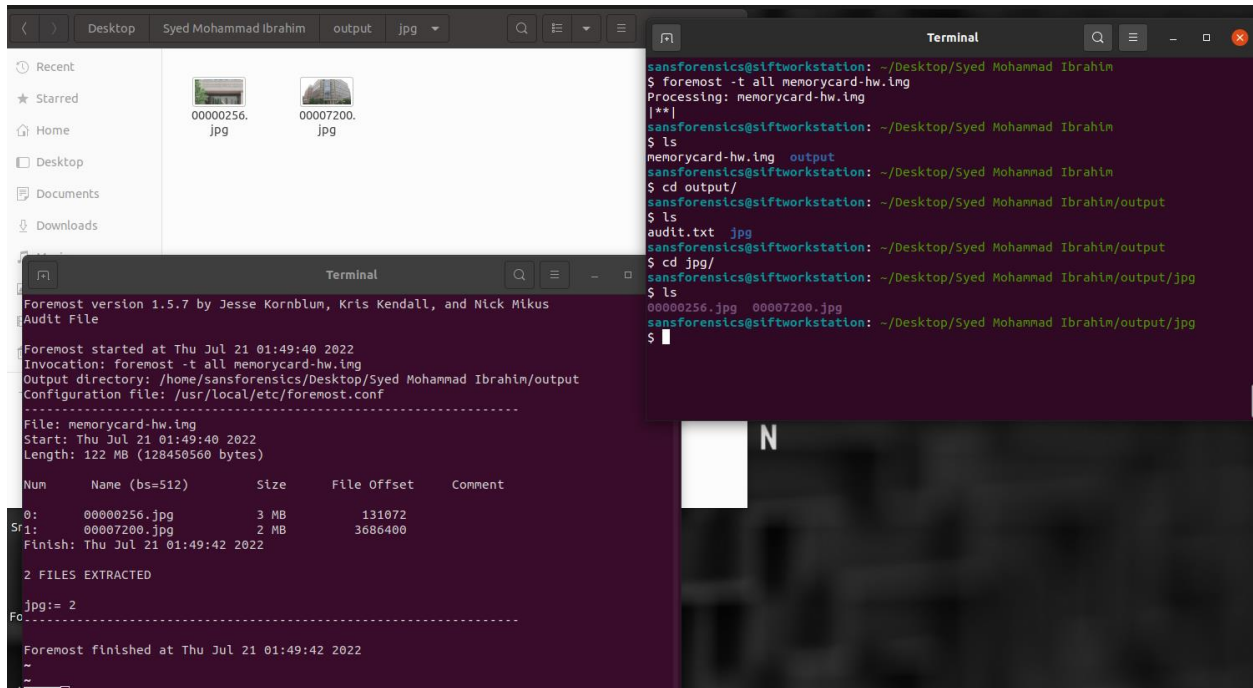 Desktop Syed Mohammad Ibrahim output jpg
Recent
Starred
Home
Desktop
Documents
Downloads
00000256.
jpg
00007200.
jpg
Terminal
sansforensics@siftworkstation: ~/Desktop/Syed Mohammad Ibrahim
$ foremost -t all memorycard-hw.img
Processing: memorycard-hw.img
|**|
sansforensics@siftworkstation: ~/Desktop/Syed Mohammad Ibrahim
$ ls
memorycard-hw.img output
sansforensics@siftworkstation: ~/Desktop/Syed Mohammad Ibrahim
$ cd output/
sansforensics@siftworkstation: ~/Desktop/Syed Mohammad Ibrahim/output
$ ls
audit.txt jpg
sansforensics@siftworkstation: ~/Desktop/Syed Mohammad Ibrahim/output
$ cd jpg/
sansforensics@siftworkstation: ~/Desktop/Syed Mohammad Ibrahim/output/jpg
$ ls
00000256.jpg 00007200.jpg
sansforensics@siftworkstation: ~/Desktop/Syed Mohammad Ibrahim/output/jpg
$
Terminal
Foremost version 1.5.7 by Jesse Kornblum, Kris Kendall, and Nick Mikus
Audit File
Foremost started at Thu Jul 21 01:49:40 2022
Invocation: foremost -t all memorycard-hw.img
Output directory: /home/sansforensics/Desktop/Syed Mohammad Ibrahim/output
Configuration file: /usr/local/etc/foremost.conf
------------------------------------------------------------------
File: memorycard-hw.img
Start: Thu Jul 21 01:49:40 2022
Length: 122 MB (128450560 bytes)
Num Name (bs=512) Size File Offset Comment
0: 00000256.jpg 3 MB 131072
1: 00007200.jpg 2 MB 3686400
Finish: Thu Jul 21 01:49:42 2022
2 FILES EXTRACTED
jpg:= 2
------------------------------------------------------------------
Foremost finished at Thu Jul 21 01:49:42 2022
~
~
N